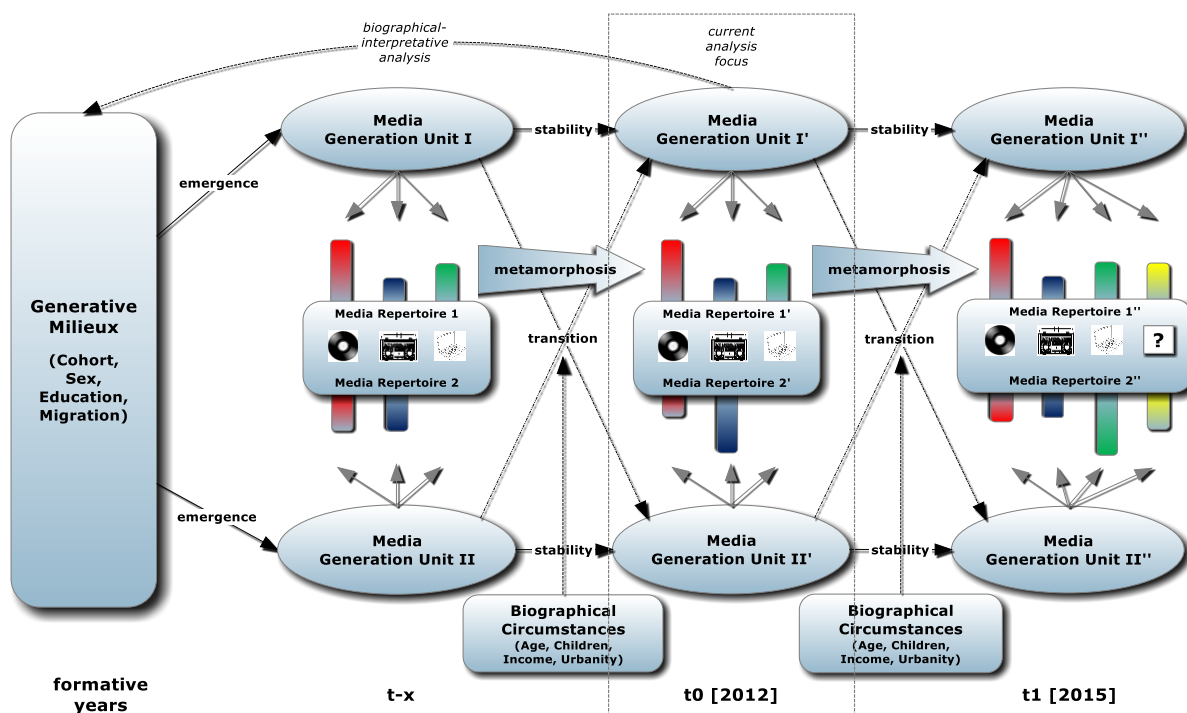 biographical-
interpretative
analysis
current
analysis
focus
Media
Generation Unit I
stability
Media
Generation Unit I'
stability
Media
Generation Unit I''
emergence
Generative
Milieux
(Cohort,
Sex,
Education,
Migration)
metamorphosis
metamorphosis
Media Repertoire 1
Media Repertoire 2
transition
Media Repertoire 1'
Media Repertoire 2'
transition
Media Repertoire 1''
?
Media Repertoire 2''
emergence
Media
Generation Unit II
stability
Media
Generation Unit II'
stability
Media
Generation Unit II''
Biographical
Circumstances
(Age, Children,
Income, Urbanity)
Biographical
Circumstances
(Age, Children,
Income, Urbanity)
formative
years
t-x
t0 [2012]
t1 [2015]